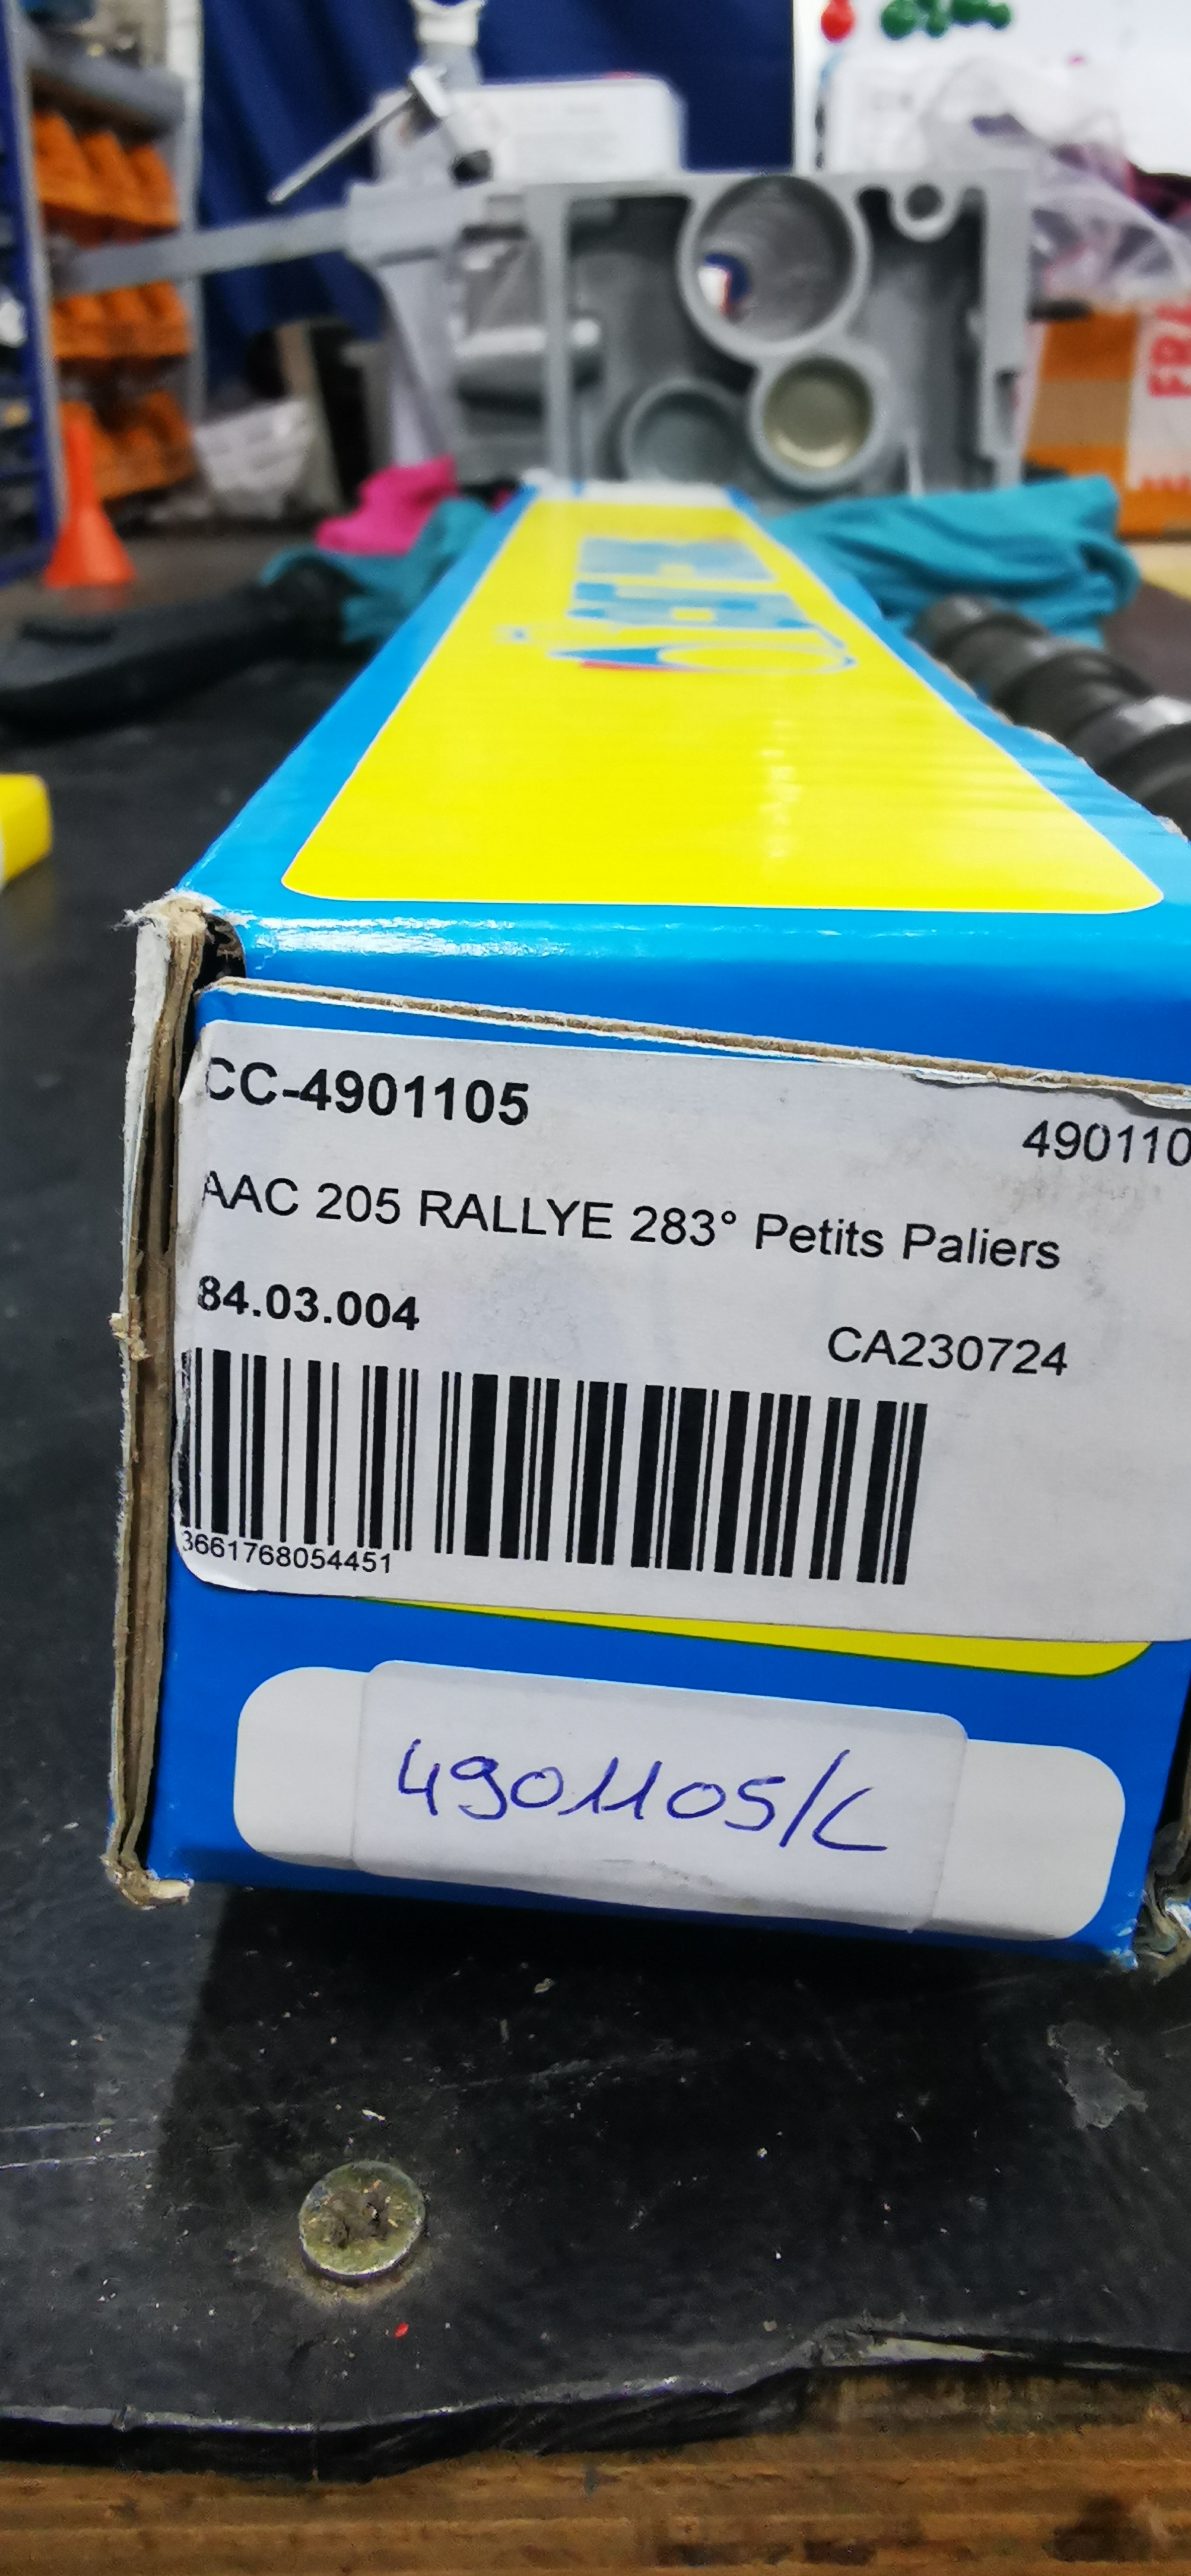 CC-4901105
490110
AAC 205 RALLYE 283° Petits Paliers
84.03.004
CA230724
3661768054451
4901105/C